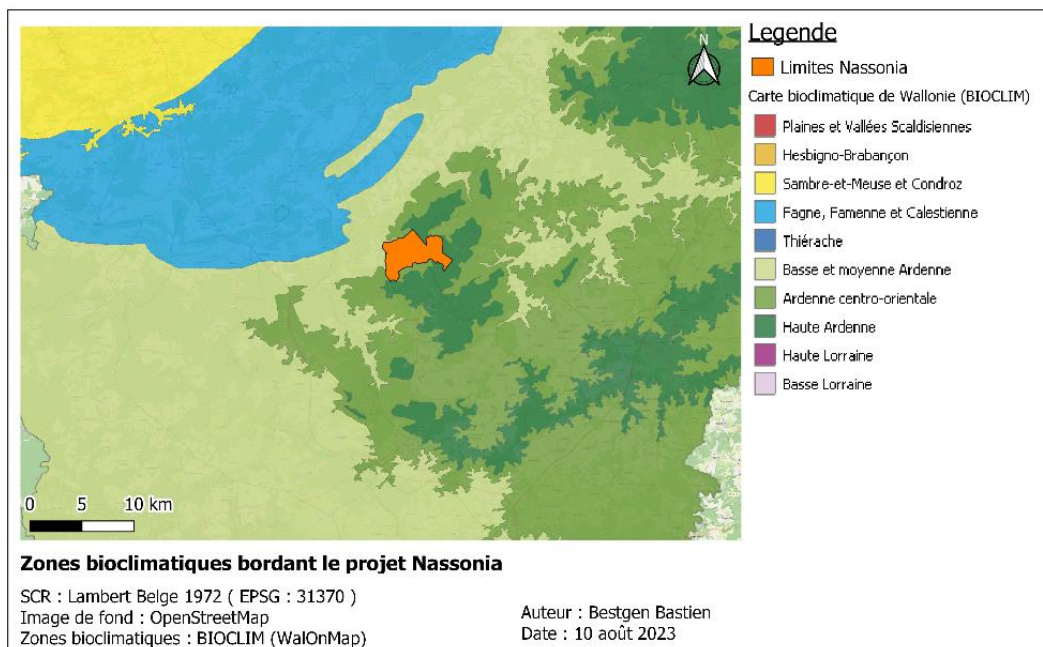 Legende
N
Limites Nassonia
Carte bioclimatique de Wallonie (BIOCLIM)
Plaines et Vallées Scaldisiennes
Hesbigno-Brabançon
Sambre-et-Meuse et Condroz
Fagne, Famenne et Calestienne
Thiérache
Basse et moyenne Ardenne
Ardenne centro-orientale
Haute Ardenne
Haute Lorraine
Basse Lorraine
0 5 10 km
Zones bioclimatiques bordant le projet Nassonia
SCR : Lambert Belge 1972 ( EPSG : 31370 )
Image de fond : OpenStreetMap
Zones bioclimatiques : BIOCLIM (WalOnMap)
Auteur : Bestgen Bastien
Date : 10 août 2023